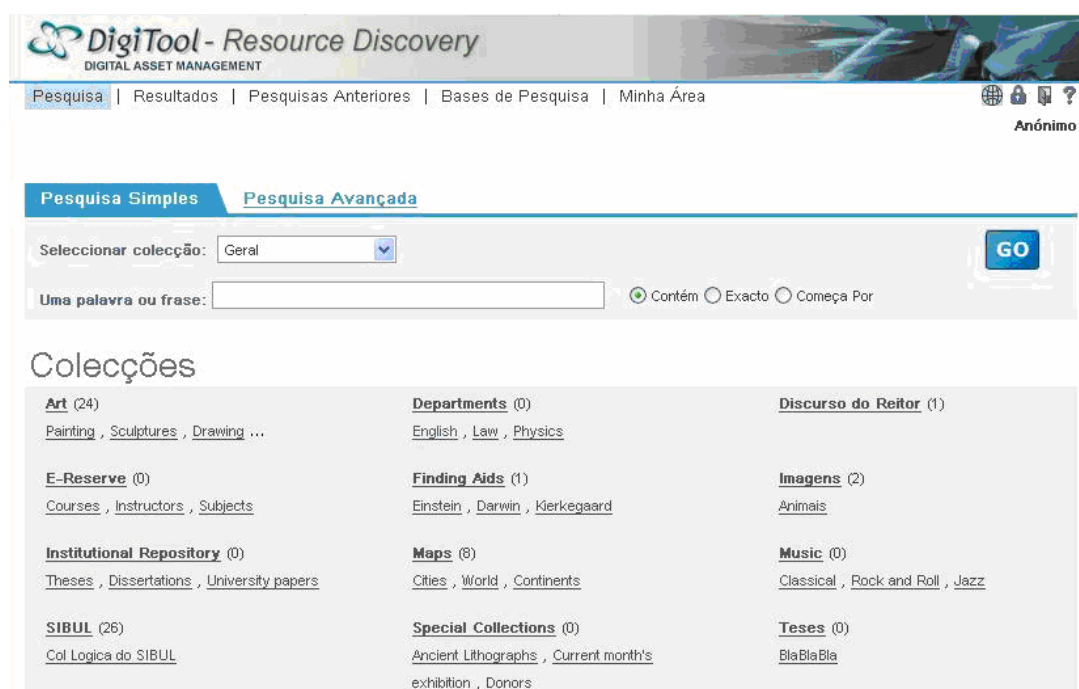 DigiTool - Resource Discovery
DIGITAL ASSET MANAGEMENT
Pesquisa | Resultados | Pesquisas Anteriores | Bases de Pesquisa | Minha Área
?
Anónimo
Pesquisa Simples Pesquisa Avançada
Seleccionar colecção: Geral GO
Uma palavra ou frase: Contém Exacto Começa Por
Colecções
Art (24) Departments (0) Discurso do Reitor (1)
Painting , Sculptures , Drawing ... English , Law , Physics
E-Reserve (0) Finding Aids (1) Imagens (2)
Courses , Instructors , Subjects Einstein , Darwin , Kierkegaard Animais
Institutional Repository (0) Maps (8) Music (0)
Theses , Dissertations , University papers Cities , World , Continents Classical , Rock and Roll , Jazz
SIBUL (26) Special Collections (0) Teses (0)
Col Logica do SIBUL Ancient Lithographs , Current month's BlaBlaBla
exhibition , Donors